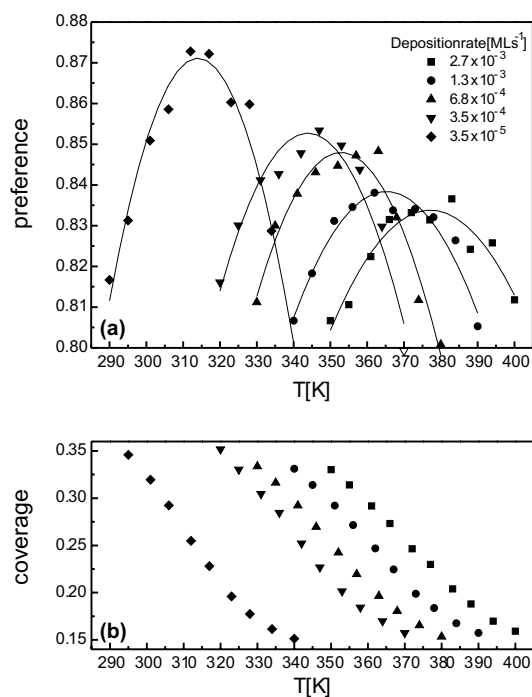 0.88
0.87
0.86
0.85
0.84
0.83
0.82
0.81
0.80
preference
Depositionrate[MLs⁻¹]
2.7x10⁻³
1.3x10⁻³
6.8x10⁻⁴
3.5x10⁻⁴
3.5x10⁻⁵
(a)
290 300 310 320 330 340 350 360 370 380 390 400
T[K]
0.35
0.30
0.25
0.20
0.15
coverage
(b)
290 300 310 320 330 340 350 360 370 380 390 400
T[K]